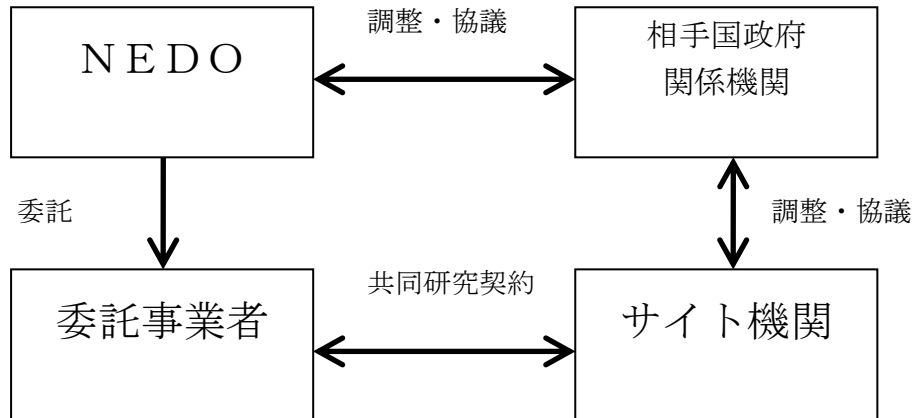 調整・協議
ＮＥＤＯ
相手国政府
関係機関
委託
調整・協議
共同研究契約
委託事業者
サイト機関